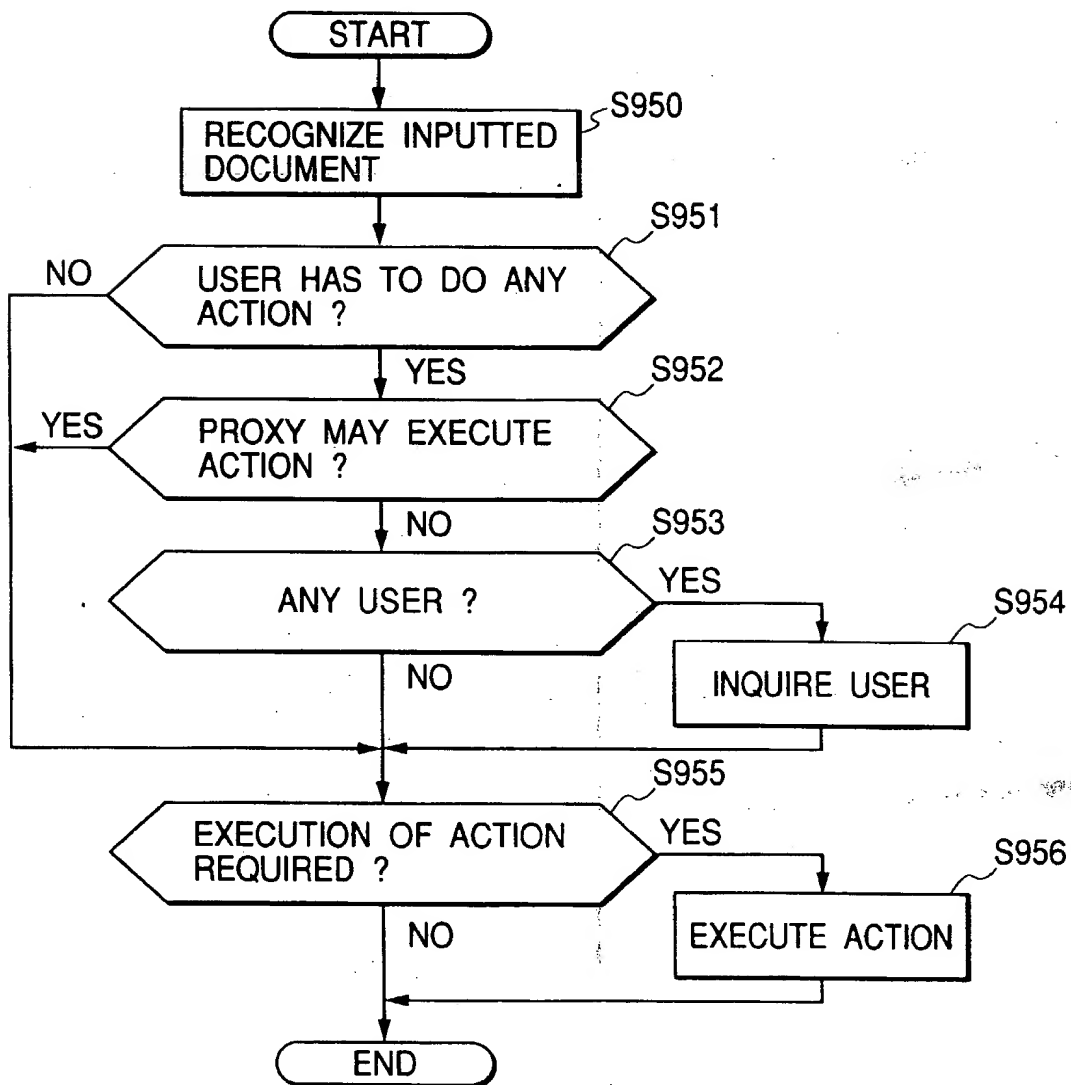 START
S950
RECOGNIZE INPUTTED
DOCUMENT
S951
NO
USER HAS TO DO ANY
ACTION ?
YES
S952
YES
PROXY MAY EXECUTE
ACTION ?
NO
S953
ANY USER ?
YES
S954
NO
INQUIRE USER
S955
EXECUTION OF ACTION
REQUIRED ?
YES
S956
NO
EXECUTE ACTION
END